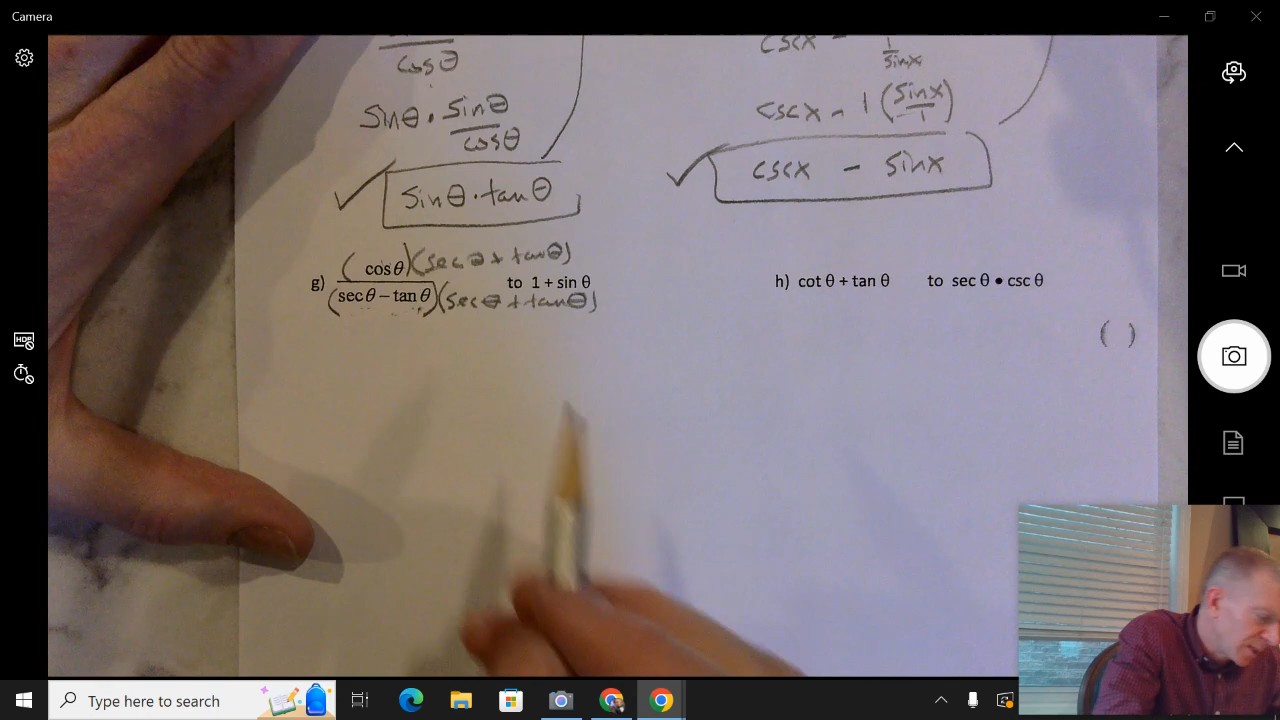 Camera
cos θ
sin θ · sin θ
cos θ
sin θ · tan θ
csc x -
1
sin x
csc x - 1 (sin x / 1)
csc x - sin x
g) (cos θ)(sec θ + tan θ)
(sec θ – tan θ)(sec θ + tan θ)
to 1 + sin θ
h) cot θ + tan θ to sec θ • csc θ
( )
Type here to search